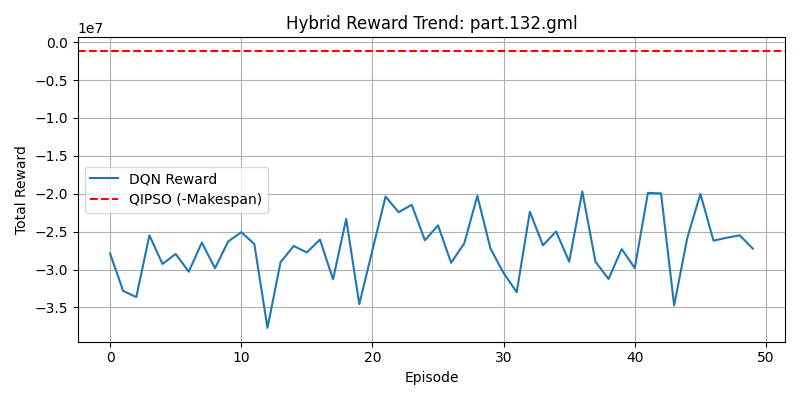 Hybrid Reward Trend: part.132.gml
1e7
0.0
−0.5
−1.0
−1.5
−2.0
−2.5
−3.0
−3.5
Total Reward
DQN Reward
QIPSO (-Makespan)
0 10 20 30 40 50
Episode